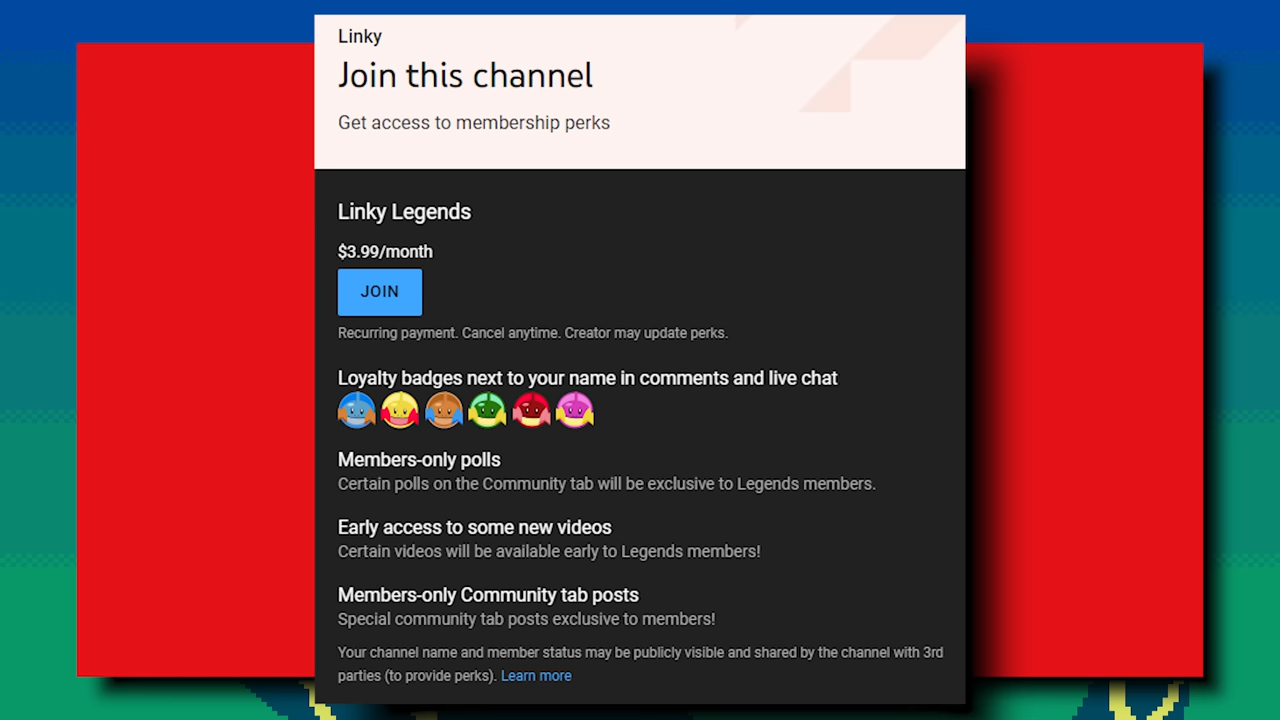 Linky
Join this channel
Get access to membership perks
Linky Legends
$3.99/month
JOIN
Recurring payment. Cancel anytime. Creator may update perks.
Loyalty badges next to your name in comments and live chat
Members-only polls
Certain polls on the Community tab will be exclusive to Legends members.
Early access to some new videos
Certain videos will be available early to Legends members!
Members-only Community tab posts
Special community tab posts exclusive to members!
Your channel name and member status may be publicly visible and shared by the channel with 3rd
parties (to provide perks). Learn more